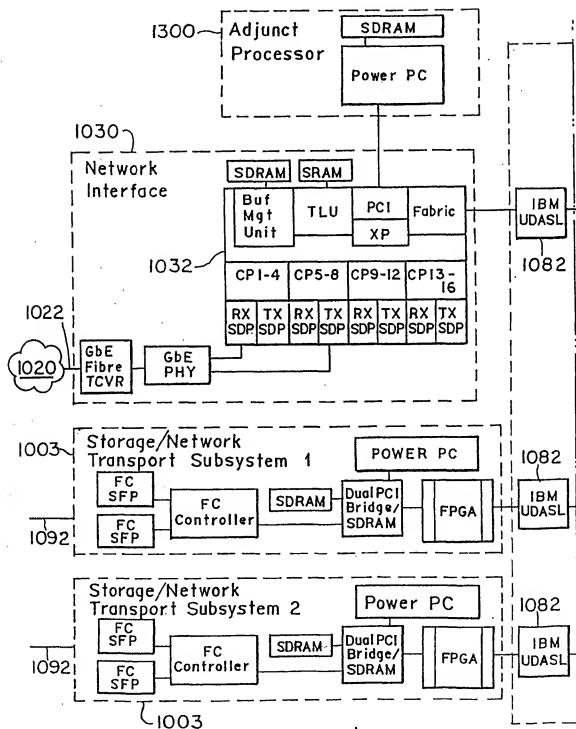 1300
Adjunct
Processor
SDRAM
Power PC
1030
Network
Interface
SDRAM
SRAM
Buf
Mgt
Unit
TLU
PCI
XP
Fabric
1032
CP1-4
CP5-8
CP9-12
CP13-
16
RX
SDP
TX
SDP
RX
SDP
TX
SDP
RX
SDP
TX
SDP
RX
SDP
TX
SDP
IBM
UDASL
1082
1022
1020
GbE
Fibre
TCVR
GbE
PHY
1003
Storage/Network
Transport Subsystem 1
FC
SFP
FC
SFP
1092
FC
Controller
SDRAM
POWER PC
Dual PCI
Bridge/
SDRAM
FPGA
1082
IBM
UDASL
Storage/Network
Transport Subsystem 2
FC
SFP
FC
SFP
1092
FC
Controller
SDRAM
Power PC
Dual PCI
Bridge/
SDRAM
FPGA
1082
IBM
UDASL
1003